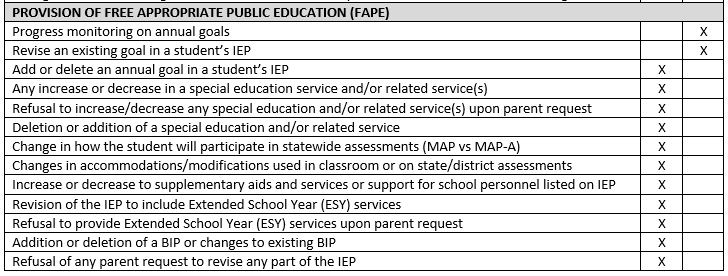 PROVISION OF FREE APPROPRIATE PUBLIC EDUCATION (FAPE)
Progress monitoring on annual goals X
Revise an existing goal in a student's IEP X
Add or delete an annual goal in a student's IEP X
Any increase or decrease in a special education service and/or related service(s) X
Refusal to increase/decrease any special education and/or related service(s) upon parent request X
Deletion or addition of a special education and/or related service X
Change in how the student will participate in statewide assessments (MAP vs MAP-A) X
Changes in accommodations/modifications used in classroom or on state/district assessments X
Increase or decrease to supplementary aids and services or support for school personnel listed on IEP X
Revision of the IEP to include Extended School Year (ESY) services X
Refusal to provide Extended School Year (ESY) services upon parent request X
Addition or deletion of a BIP or changes to existing BIP X
Refusal of any parent request to revise any part of the IEP X